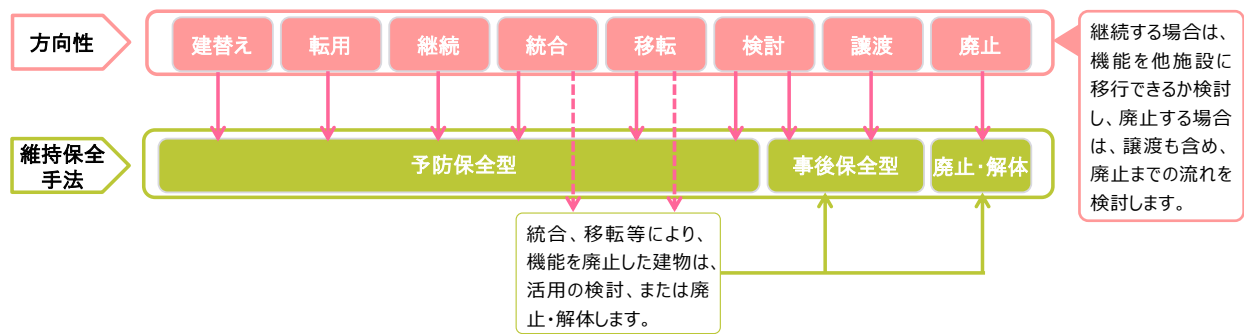 方向性
建替え
転用
継続
統合
移転
検討
譲渡
廃止
継続する場合は、
機能を他施設に
移行できるか検討
し、廃止する場合
は、譲渡も含め、
廃止までの流れを
検討します。
維持保全
手法
予防保全型
事後保全型
廃止・解体
統合、移転等により、
機能を廃止した建物は、
活用の検討、または廃
止・解体します。